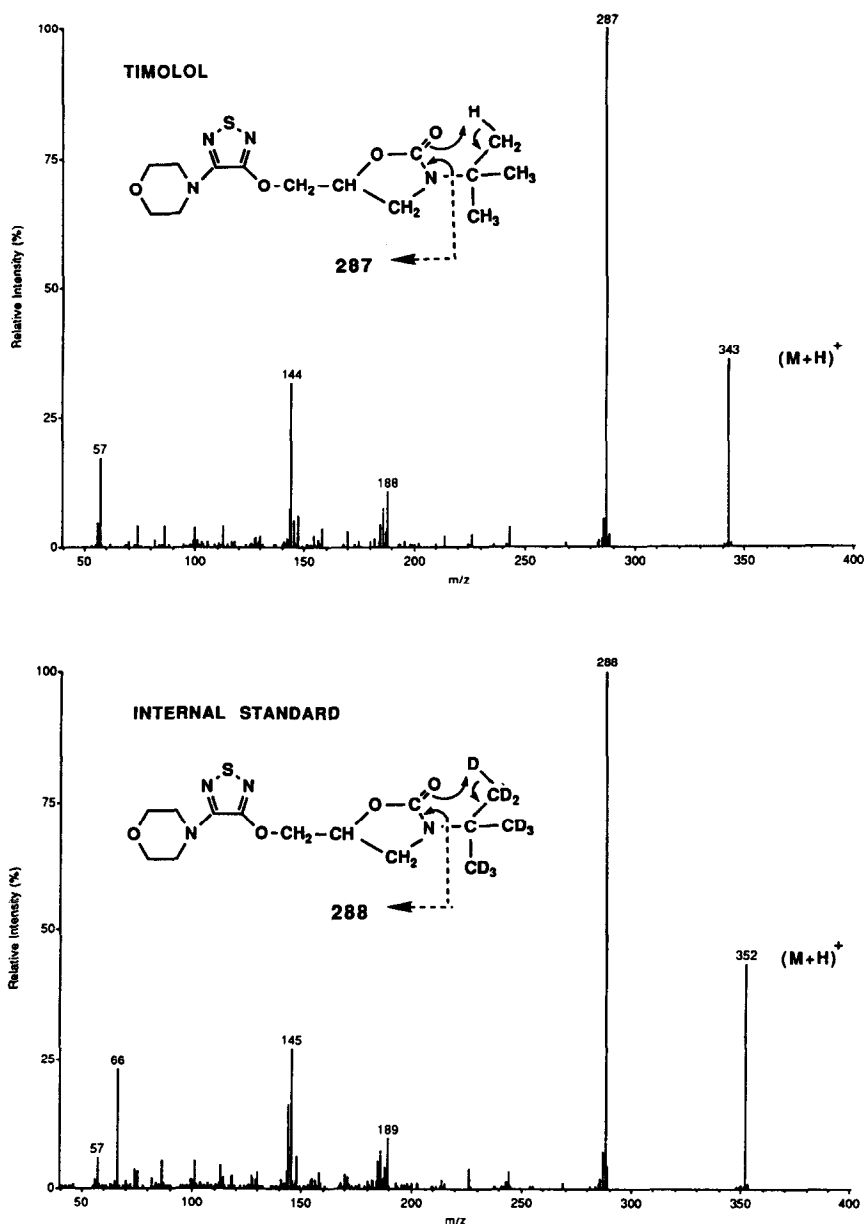 287
100
TIMOLOL
S
N N
H
O
CH2
O C
75
N C CH3
O N O-CH2 CH
CH2 CH3
287
50
Relative Intensity (%)
343 (M+H)+
144
25
57
188
0
50 100 150 200 250 300 350 400
m/z
288
100
INTERNAL STANDARD
S
N N
D
O
CD2
75
O C
N C CD3
O N O-CH2 CH
CH2 CD3
288
50
Relative Intensity (%)
352 (M+H)+
145
25
66
189
57
0
50 100 150 200 250 300 350 400
m/z